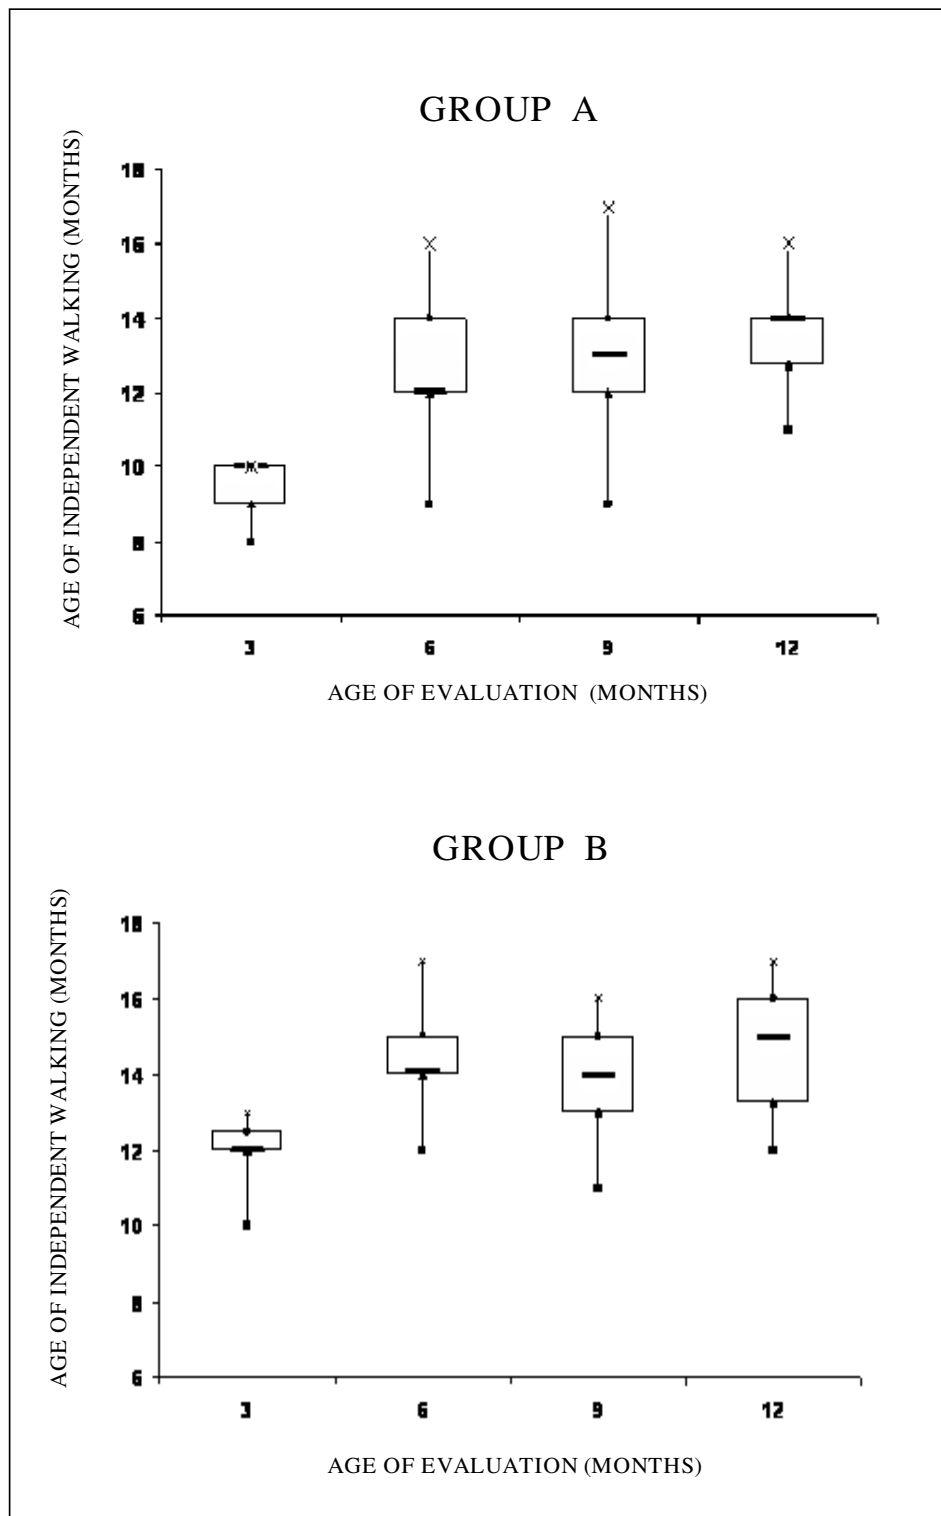 GROUP A
AGE OF INDEPENDENT WALKING (MONTHS)
18
16
14
12
10
8
6
3 6 9 12
AGE OF EVALUATION (MONTHS)
GROUP B
AGE OF INDEPENDENT WALKING (MONTHS)
18
16
14
12
10
8
6
3 6 9 12
AGE OF EVALUATION (MONTHS)